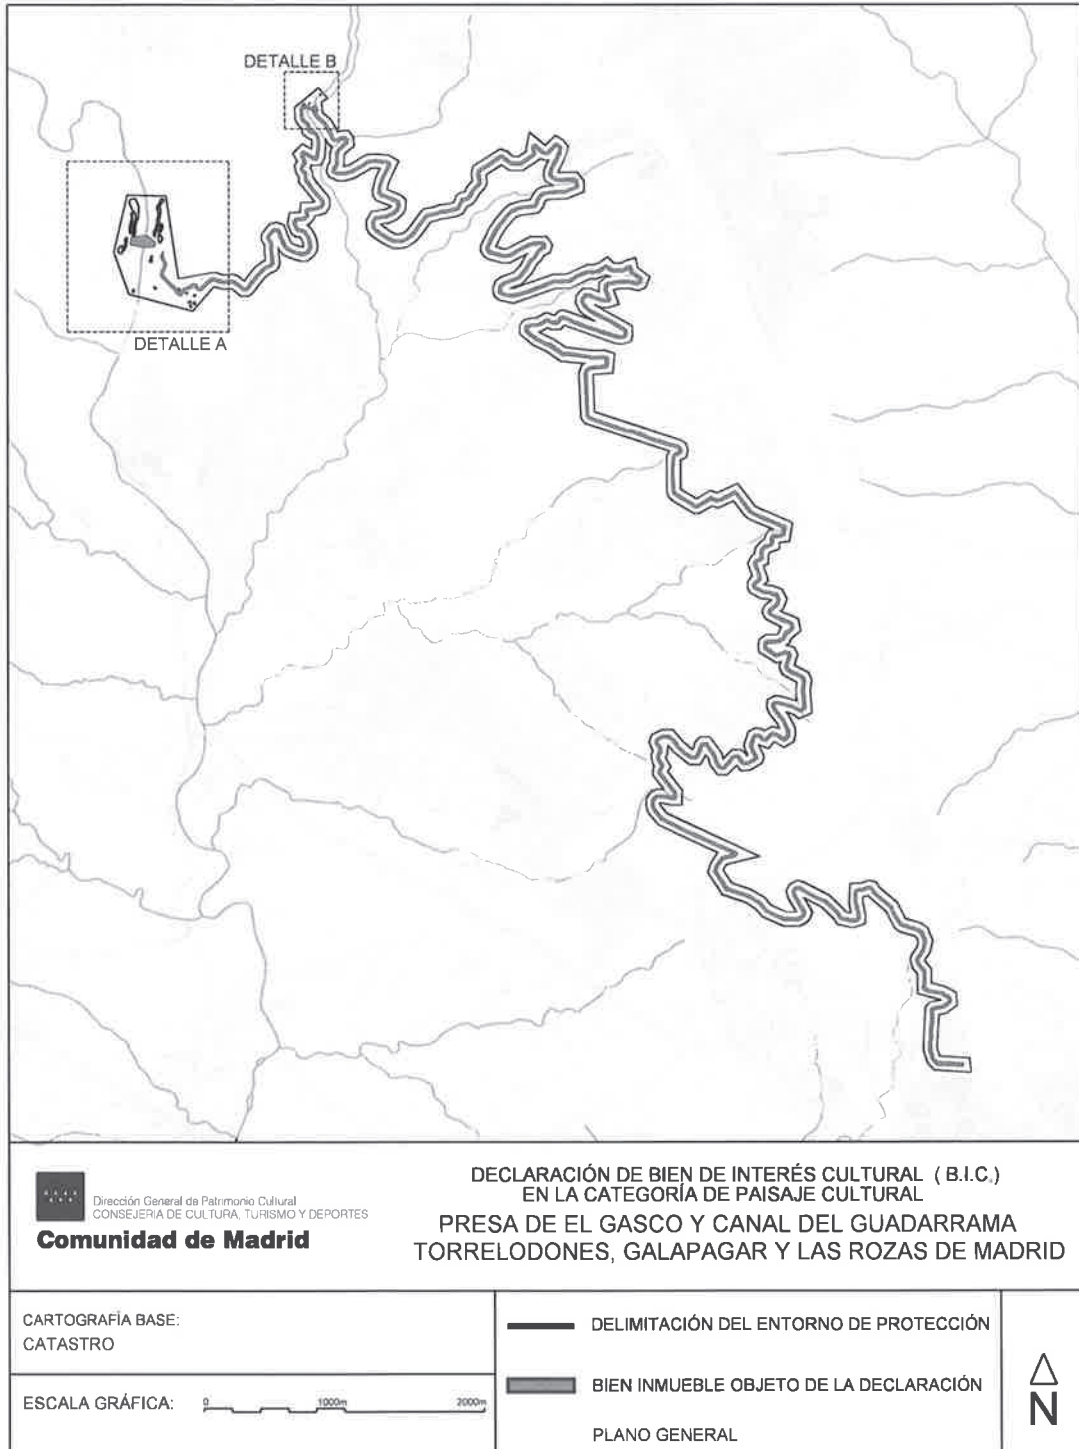 DETALLE B
DETALLE A
Dirección General de Patrimonio Cultural
CONSEJERIA DE CULTURA, TURISMO Y DEPORTES
Comunidad de Madrid
DECLARACIÓN DE BIEN DE INTERÉS CULTURAL ( B.I.C.)
EN LA CATEGORÍA DE PAISAJE CULTURAL
PRESA DE EL GASCO Y CANAL DEL GUADARRAMA
TORRELODONES, GALAPAGAR Y LAS ROZAS DE MADRID
CARTOGRAFÍA BASE:
CATASTRO
ESCALA GRÁFICA:
0 1000m 2000m
DELIMITACIÓN DEL ENTORNO DE PROTECCIÓN
BIEN INMUEBLE OBJETO DE LA DECLARACIÓN
PLANO GENERAL
N